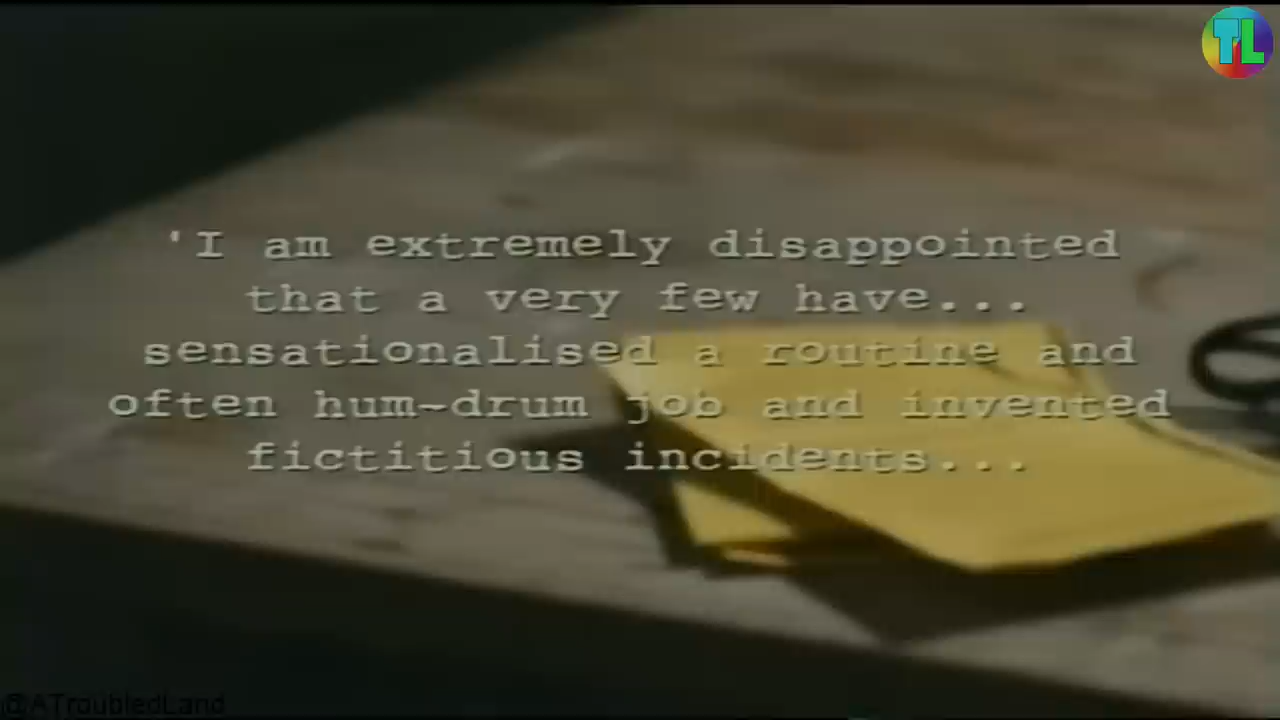 TL
'I am extremely disappointed
that a very few have...
sensationalised a routine and
often hum-drum job and invented
fictitious incidents...
@ATroubledLand